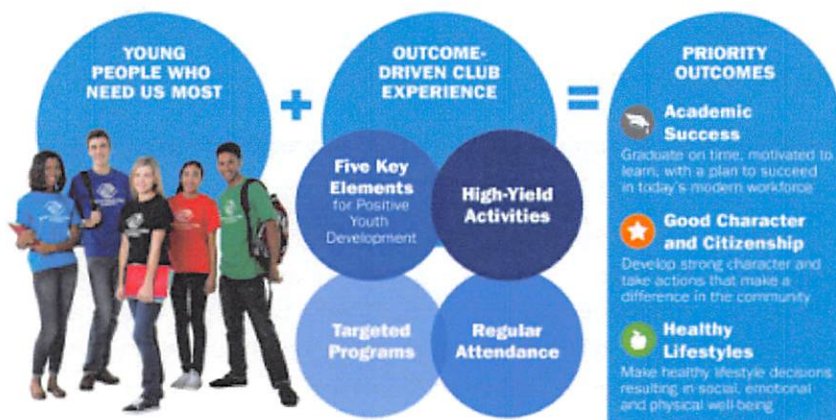 YOUNG
PEOPLE WHO
NEED US MOST
+
OUTCOME-
DRIVEN CLUB
EXPERIENCE
Five Key
Elements
for Positive
Youth
Development
High-Yield
Activities
Targeted
Programs
Regular
Attendance
=
PRIORITY
OUTCOMES
Academic
Success
Graduate on time, motivated to
learn, with a plan to succeed
in today's modern workforce
Good Character
and Citizenship
Develop strong character and
take actions that make a
difference in the community
Healthy
Lifestyles
Make healthy lifestyle decisions
resulting in social, emotional
and physical well-being